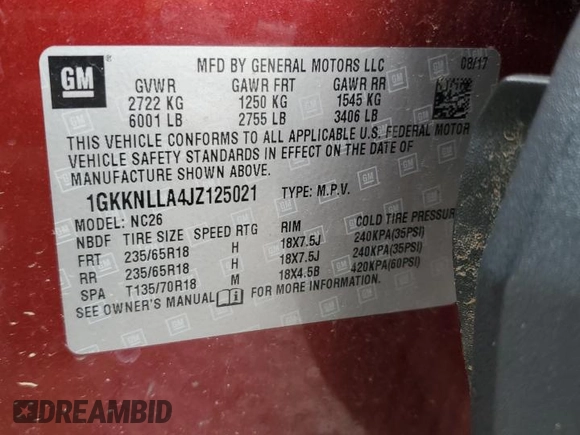 GM
MFD BY GENERAL MOTORS LLC 08/17
GVWR GAWR FRT GAWR RR
2722 KG 1250 KG 1545 KG
6001 LB 2755 LB 3406 LB
THIS VEHICLE CONFORMS TO ALL APPLICABLE U.S. FEDERAL MOTOR
VEHICLE SAFETY STANDARDS IN EFFECT ON THE DATE OF
MANUFACTURE SHOWN ABOVE.
1GKKNLLA4JZ125021 TYPE: M.P.V.
MODEL: NC26
NBDF TIRE SIZE SPEED RTG RIM COLD TIRE PRESSUR
FRT 235/65R18 H 18X7.5J 240KPA(35PSI)
RR 235/65R18 H 18X7.5J 240KPA(35PSI)
SPA T135/70R18 M 18X4.5B 420KPA(60PSI)
SEE OWNER'S MANUAL FOR MORE INFORMATION.
DREAMBID